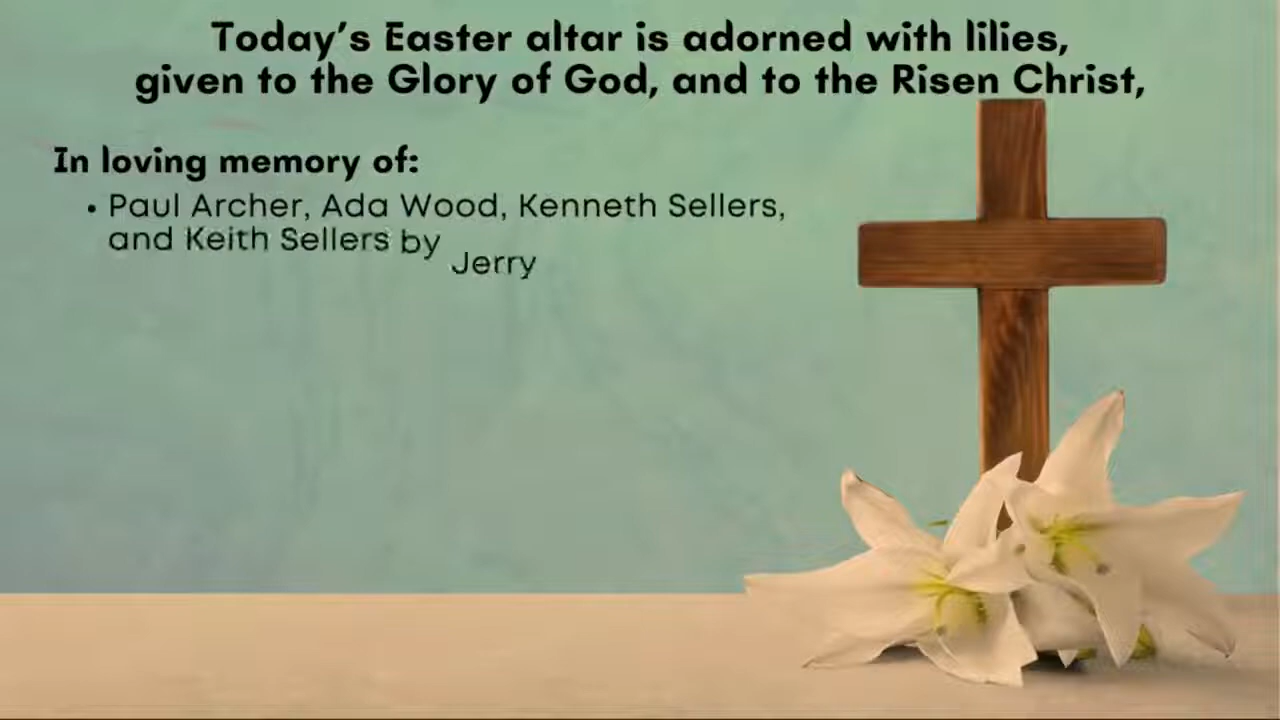 Today’s Easter altar is adorned with lilies,
given to the Glory of God, and to the Risen Christ,
In loving memory of:
• Paul Archer, Ada Wood, Kenneth Sellers,
and Keith Sellers by
Jerry